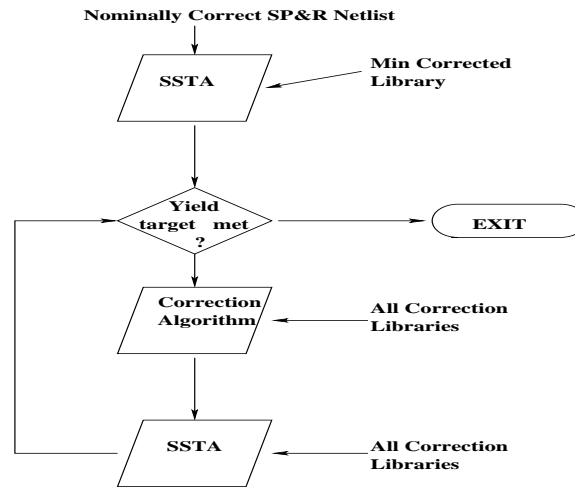 Nominally Correct SP&R Netlist
SSTA
Min Corrected
Library
Yield
target met
?
EXIT
Correction
Algorithm
All Correction
Libraries
SSTA
All Correction
Libraries